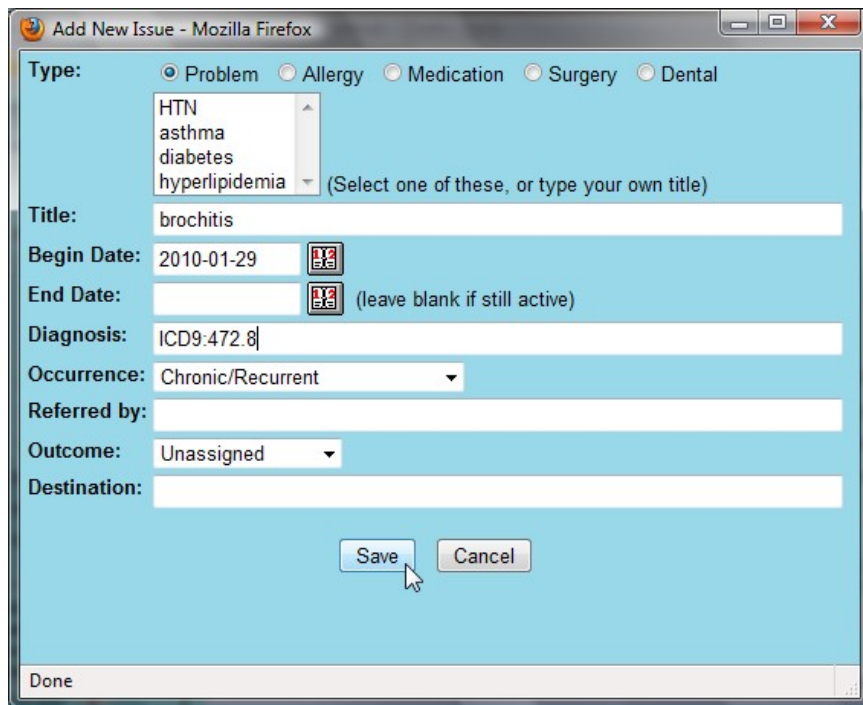 Add New Issue - Mozilla Firefox
Type: Problem Allergy Medication Surgery Dental
HTN
asthma
diabetes
hyperlipidemia (Select one of these, or type your own title)
Title: brochitis
Begin Date: 2010-01-29
End Date: (leave blank if still active)
Diagnosis: ICD9:472.8
Occurrence: Chronic/Recurrent
Referred by:
Outcome: Unassigned
Destination:
Save Cancel
Done